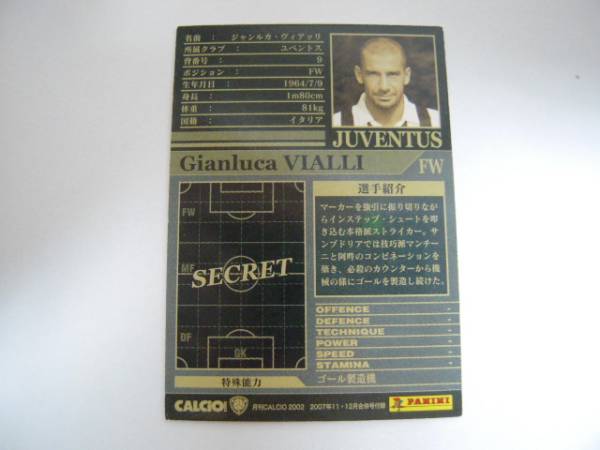 名前 : ジャンルカ・ヴィアッリ
所属クラブ : ユベントス
背番号 : 9
ポジション : FW
生年月日 : 1964/7/9
身長 : 1m80cm
体重 : 81kg
国籍 : イタリア
JUVENTUS
Gianluca VIALLI
FW
FW
MF
SECRET
DF
GK
選手紹介
マーカーを強引に振り切りなが
らインステップ・シュートを叩
き込む本格派ストライカー。サ
ンプドリアでは技巧派マンチー
ニと阿吽のコンビネーションを
築き、必殺のカウンターから機
械の様にゴールを製造し続けた。
OFFENCE -
DEFENCE -
TECHNIQUE -
POWER -
SPEED -
STAMINA -
特殊能力
ゴール製造機
CALCIO
月刊CALCIO 2002 2007年11・12月合併号付録
PANINI